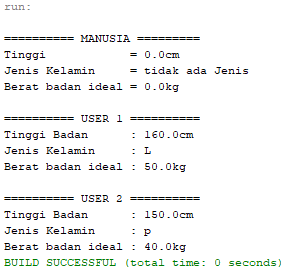 run:
========== MANUSIA =========
Tinggi            = 0.0cm
Jenis Kelamin     = tidak ada Jenis
Berat badan ideal = 0.0kg
========== USER 1 ==========
Tinggi Badan      : 160.0cm
Jenis Kelamin     : L
Berat badan ideal : 50.0kg
========== USER 2 ==========
Tinggi Badan      : 150.0cm
Jenis Kelamin     : p
Berat badan ideal : 40.0kg
BUILD SUCCESSFUL (total time: 0 seconds)